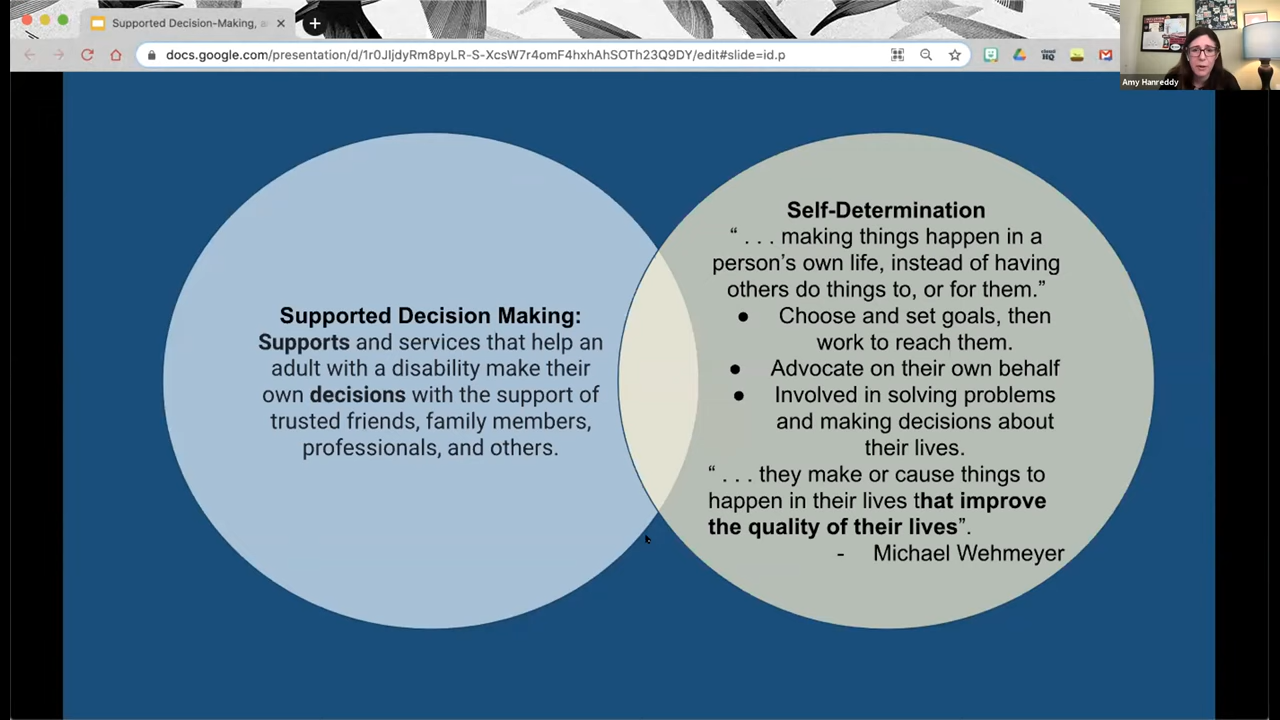 Supported Decision-Making, a
docs.google.com/presentation/d/1r0JljdyRm8pyLR-S-XcsW7r4omF4hxhAhSOTh23Q9DY/edit#slide=id.p
Amy Hanreddy
Supported Decision Making:
Supports and services that help an
adult with a disability make their
own decisions with the support of
trusted friends, family members,
professionals, and others.
Self-Determination
“ . . . making things happen in a
person’s own life, instead of having
others do things to, or for them.”
● Choose and set goals, then
work to reach them.
● Advocate on their own behalf
● Involved in solving problems
and making decisions about
their lives.
“ . . . they make or cause things to
happen in their lives that improve
the quality of their lives”.
- Michael Wehmeyer